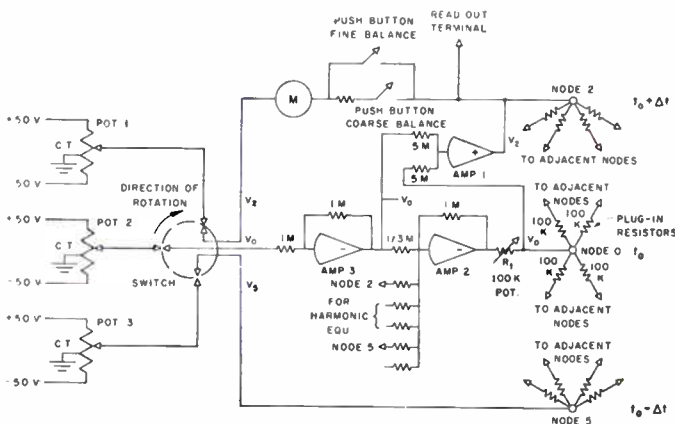 PUSH BUTTON
FINE BALANCE
READ OUT
TERMINAL
NODE 2
t₀ + Δt
M
PUSH BUTTON
COARSE BALANCE
+50 V
POT 1
CT
50 V
5 M
+
AMP 1
V₂
5 M
TO ADJACENT NODES
DIRECTION OF
ROTATION
V₂
V₀
TO ADJACENT
NODES
+50 V
POT 2
CT
-50 V
V₀
1 M
1 M
100
K
100
K
PLUG-IN
RESISTORS
1 M
-
AMP 3
1/3 M
-
AMP 2
R₁
100 K
POT.
V₀
NODE 0
t₀
100
K
100
K
SWITCH
V₅
NODE 2
FOR
HARMONIC
EQU
NODE 5
TO ADJACENT
NODES
+50 V
POT 3
CT
-50 V
TO ADJACENT
NODES
NODE 5
t₀ - Δt